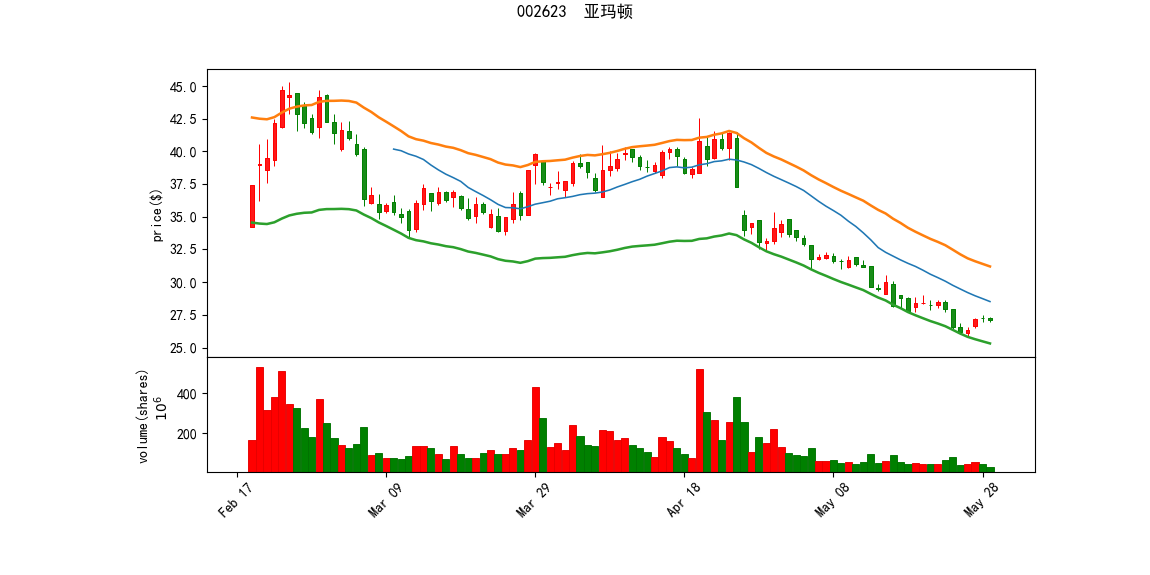 002623 亚玛顿
45.0
42.5
40.0
37.5
35.0
32.5
30.0
27.5
25.0
price($)
400
200
volume(shares)
10^6
Feb 17
Mar 09
Mar 29
Apr 18
May 08
May 28